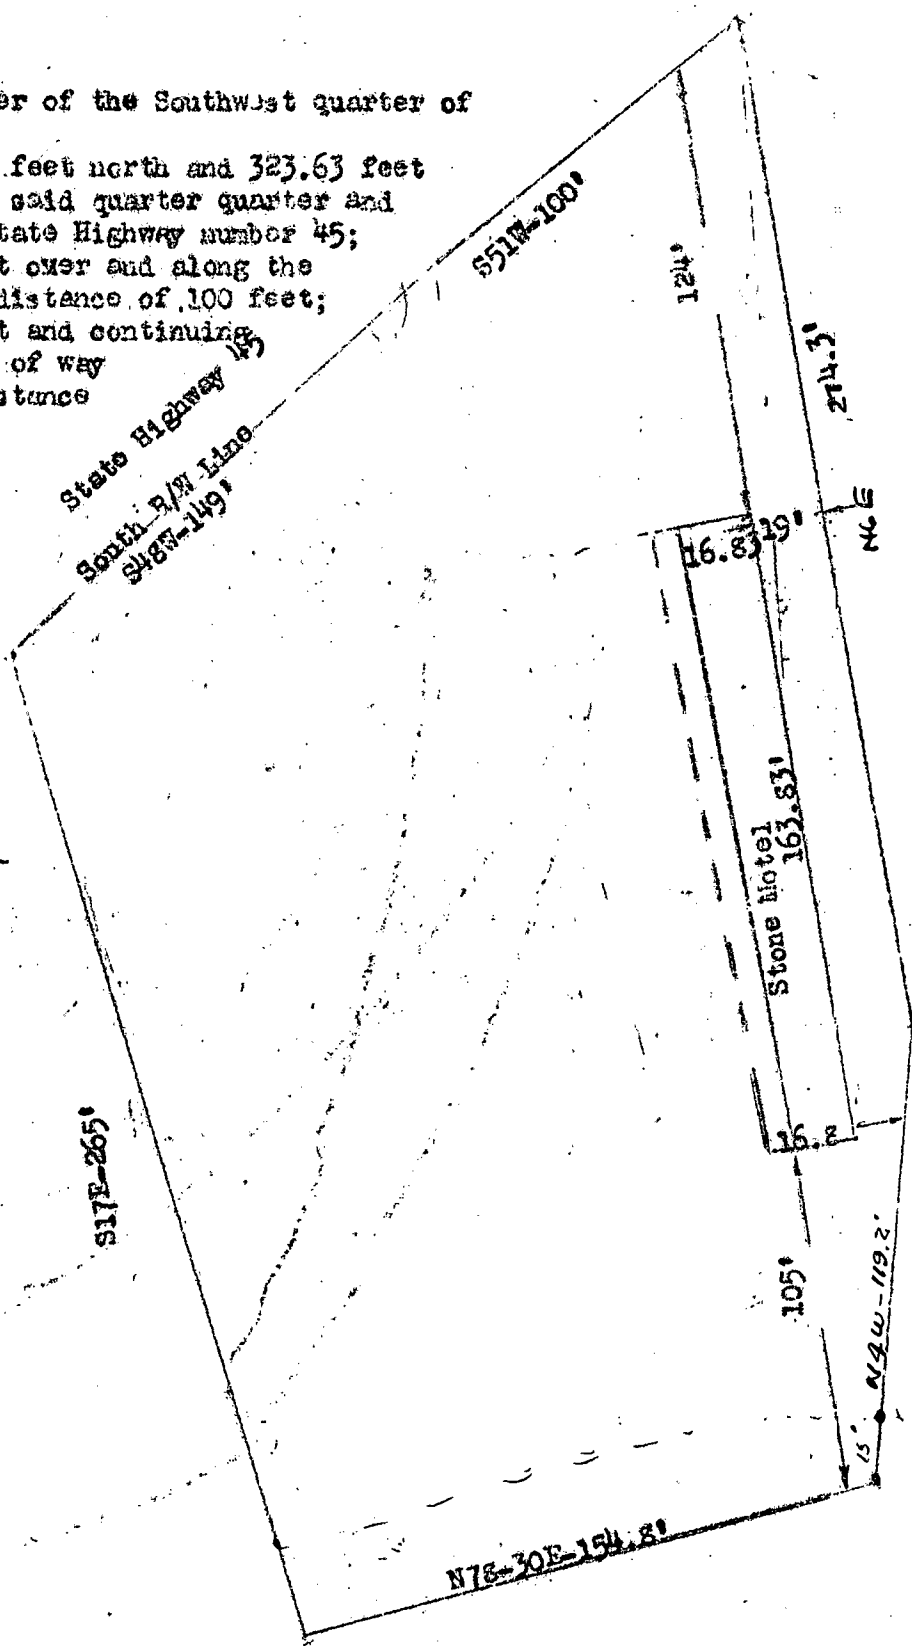 er of the Southwest quarter of
feet north and 323.63 feet
said quarter quarter and
tate Highway number 45;
t over and along the
distance of 100 feet;
t and continuing
of way
stance
State Highway 45
South R/W Line
S48W-149'
S51W-100'
124'
274.3'
N6E
16.83
19'
Stone Motel
163.83'
S17E-265'
16.8
105'
N4W-119.2'
15'
N78-30E-154.8'